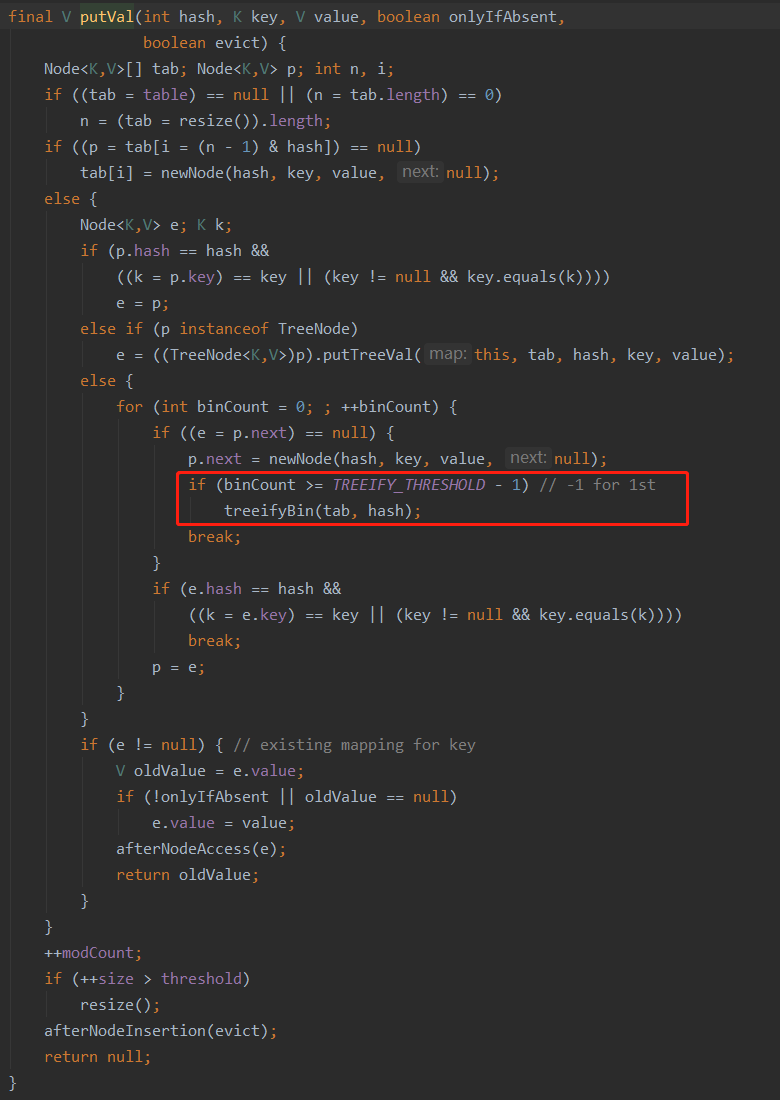 final V putVal(int hash, K key, V value, boolean onlyIfAbsent,
               boolean evict) {
    Node<K,V>[] tab; Node<K,V> p; int n, i;
    if ((tab = table) == null || (n = tab.length) == 0)
        n = (tab = resize()).length;
    if ((p = tab[i = (n - 1) & hash]) == null)
        tab[i] = newNode(hash, key, value, next: null);
    else {
        Node<K,V> e; K k;
        if (p.hash == hash &&
            ((k = p.key) == key || (key != null && key.equals(k))))
            e = p;
        else if (p instanceof TreeNode)
            e = ((TreeNode<K,V>)p).putTreeVal( map: this, tab, hash, key, value);
        else {
            for (int binCount = 0; ; ++binCount) {
                if ((e = p.next) == null) {
                    p.next = newNode(hash, key, value, next: null);
                    if (binCount >= TREEIFY_THRESHOLD - 1) // -1 for 1st
                        treeifyBin(tab, hash);
                    break;
                }
                if (e.hash == hash &&
                    ((k = e.key) == key || (key != null && key.equals(k))))
                    break;
                p = e;
            }
        }
        if (e != null) { // existing mapping for key
            V oldValue = e.value;
            if (!onlyIfAbsent || oldValue == null)
                e.value = value;
            afterNodeAccess(e);
            return oldValue;
        }
    }
    ++modCount;
    if (++size > threshold)
        resize();
    afterNodeInsertion(evict);
    return null;
}